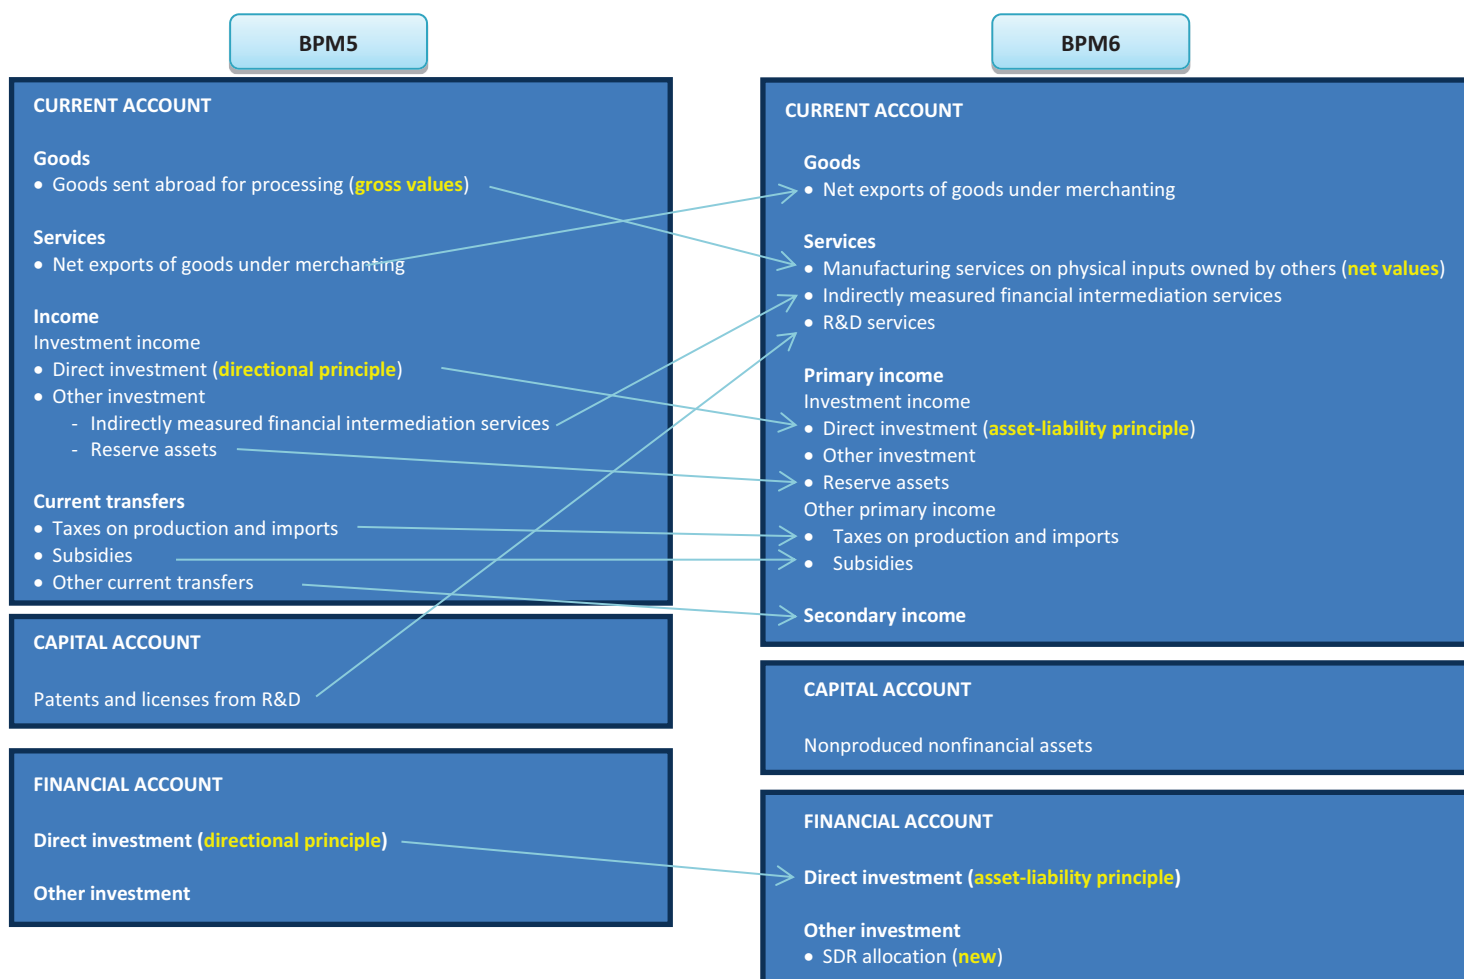 BPM5
CURRENT ACCOUNT
Goods
• Goods sent abroad for processing (gross values)
Services
• Net exports of goods under merchanting
Income
Investment income
• Direct investment (directional principle)
• Other investment
- Indirectly measured financial intermediation services
- Reserve assets
Current transfers
• Taxes on production and imports
• Subsidies
• Other current transfers
CAPITAL ACCOUNT
Patents and licenses from R&D
FINANCIAL ACCOUNT
Direct investment (directional principle)
Other investment
BPM6
CURRENT ACCOUNT
Goods
• Net exports of goods under merchanting
Services
• Manufacturing services on physical inputs owned by others (net values)
• Indirectly measured financial intermediation services
• R&D services
Primary income
Investment income
• Direct investment (asset-liability principle)
• Other investment
• Reserve assets
Other primary income
• Taxes on production and imports
• Subsidies
Secondary income
CAPITAL ACCOUNT
Nonproduced nonfinancial assets
FINANCIAL ACCOUNT
Direct investment (asset-liability principle)
Other investment
• SDR allocation (new)